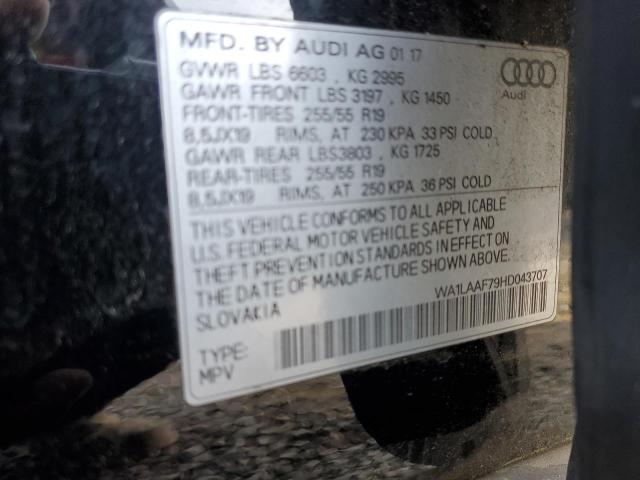 MFD. BY AUDI AG 01 17
GVWR LBS 6603 , KG 2995
GAWR FRONT LBS 3197 , KG 1450
FRONT-TIRES 255/55 R19
8,5JX19 RIMS, AT 230 KPA 33 PSI COLD
GAWR REAR LBS3803 , KG 1725
REAR-TIRES 255/55 R19
8,5JX19 RIMS, AT 250 KPA 36 PSI COLD
Audi
THIS VEHICLE CONFORMS TO ALL APPLICABLE
U.S. FEDERAL MOTOR VEHICLE SAFETY AND
THEFT PREVENTION STANDARDS IN EFFECT ON
THE DATE OF MANUFACTURE SHOWN ABOVE.
SLOVAKIA
WA1LAAF79HD043707
TYPE:
MPV